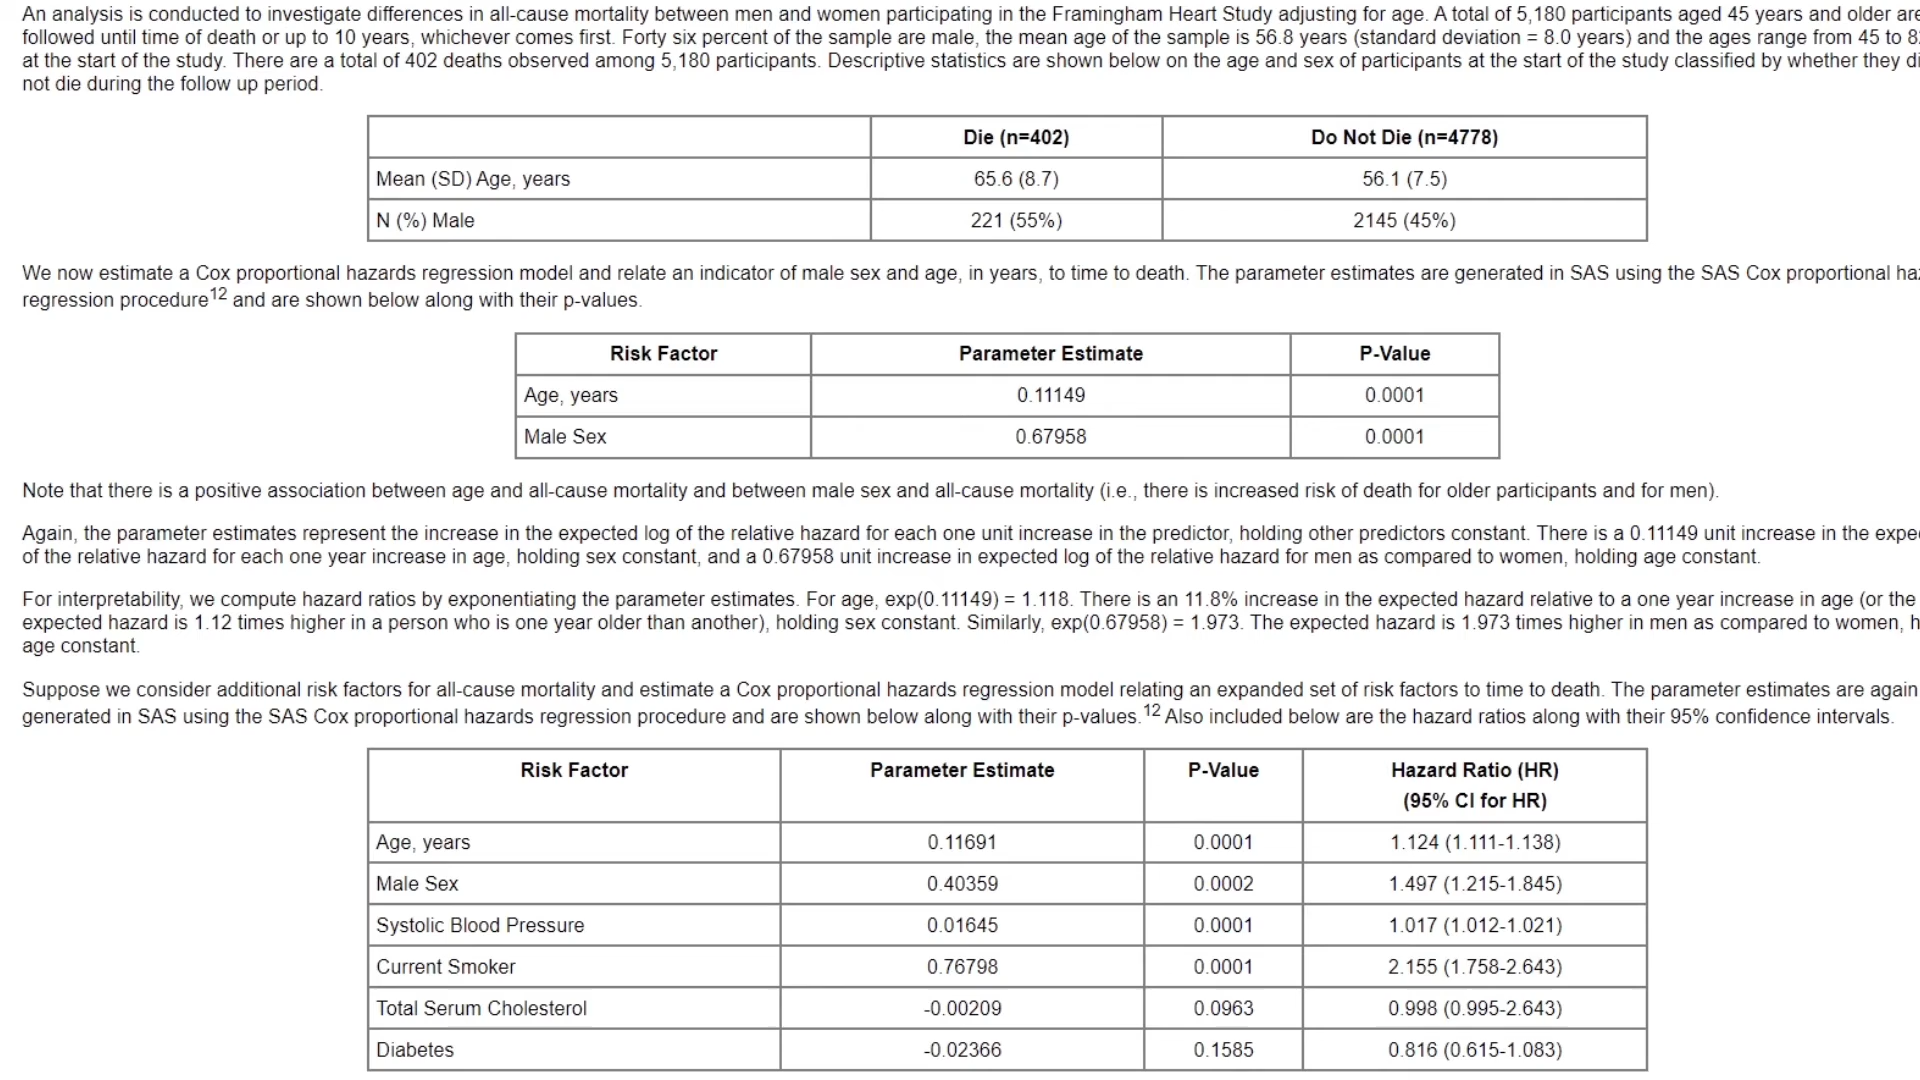 An analysis is conducted to investigate differences in all-cause mortality between men and women participating in the Framingham Heart Study adjusting for age. A total of 5,180 participants aged 45 years and older are
followed until time of death or up to 10 years, whichever comes first. Forty six percent of the sample are male, the mean age of the sample is 56.8 years (standard deviation = 8.0 years) and the ages range from 45 to
at the start of the study. There are a total of 402 deaths observed among 5,180 participants. Descriptive statistics are shown below on the age and sex of participants at the start of the study classified by whether they
not die during the follow up period.
Die (n=402) Do Not Die (n=4778)
Mean (SD) Age, years 65.6 (8.7) 56.1 (7.5)
N (%) Male 221 (55%) 2145 (45%)
We now estimate a Cox proportional hazards regression model and relate an indicator of male sex and age, in years, to time to death. The parameter estimates are generated in SAS using the SAS Cox proportional
regression procedure12 and are shown below along with their p-values.
Risk Factor Parameter Estimate P-Value
Age, years 0.11149 0.0001
Male Sex 0.67958 0.0001
Note that there is a positive association between age and all-cause mortality and between male sex and all-cause mortality (i.e., there is increased risk of death for older participants and for men).
Again, the parameter estimates represent the increase in the expected log of the relative hazard for each one unit increase in the predictor, holding other predictors constant. There is a 0.11149 unit increase in the
of the relative hazard for each one year increase in age, holding sex constant, and a 0.67958 unit increase in expected log of the relative hazard for men as compared to women, holding age constant.
For interpretability, we compute hazard ratios by exponentiating the parameter estimates. For age, exp(0.11149) = 1.118. There is an 11.8% increase in the expected hazard relative to a one year increase in age (or the
expected hazard is 1.12 times higher in a person who is one year older than another), holding sex constant. Similarly, exp(0.67958) = 1.973. The expected hazard is 1.973 times higher in men as compared to women,
age constant.
Suppose we consider additional risk factors for all-cause mortality and estimate a Cox proportional hazards regression model relating an expanded set of risk factors to time to death. The parameter estimates are again
generated in SAS using the SAS Cox proportional hazards regression procedure and are shown below along with their p-values.12 Also included below are the hazard ratios along with their 95% confidence intervals.
Risk Factor Parameter Estimate P-Value Hazard Ratio (HR)
(95% CI for HR)
Age, years 0.11691 0.0001 1.124 (1.111-1.138)
Male Sex 0.40359 0.0002 1.497 (1.215-1.845)
Systolic Blood Pressure 0.01645 0.0001 1.017 (1.012-1.021)
Current Smoker 0.76798 0.0001 2.155 (1.758-2.643)
Total Serum Cholesterol -0.00209 0.0963 0.998 (0.995-2.643)
Diabetes -0.02366 0.1585 0.816 (0.615-1.083)